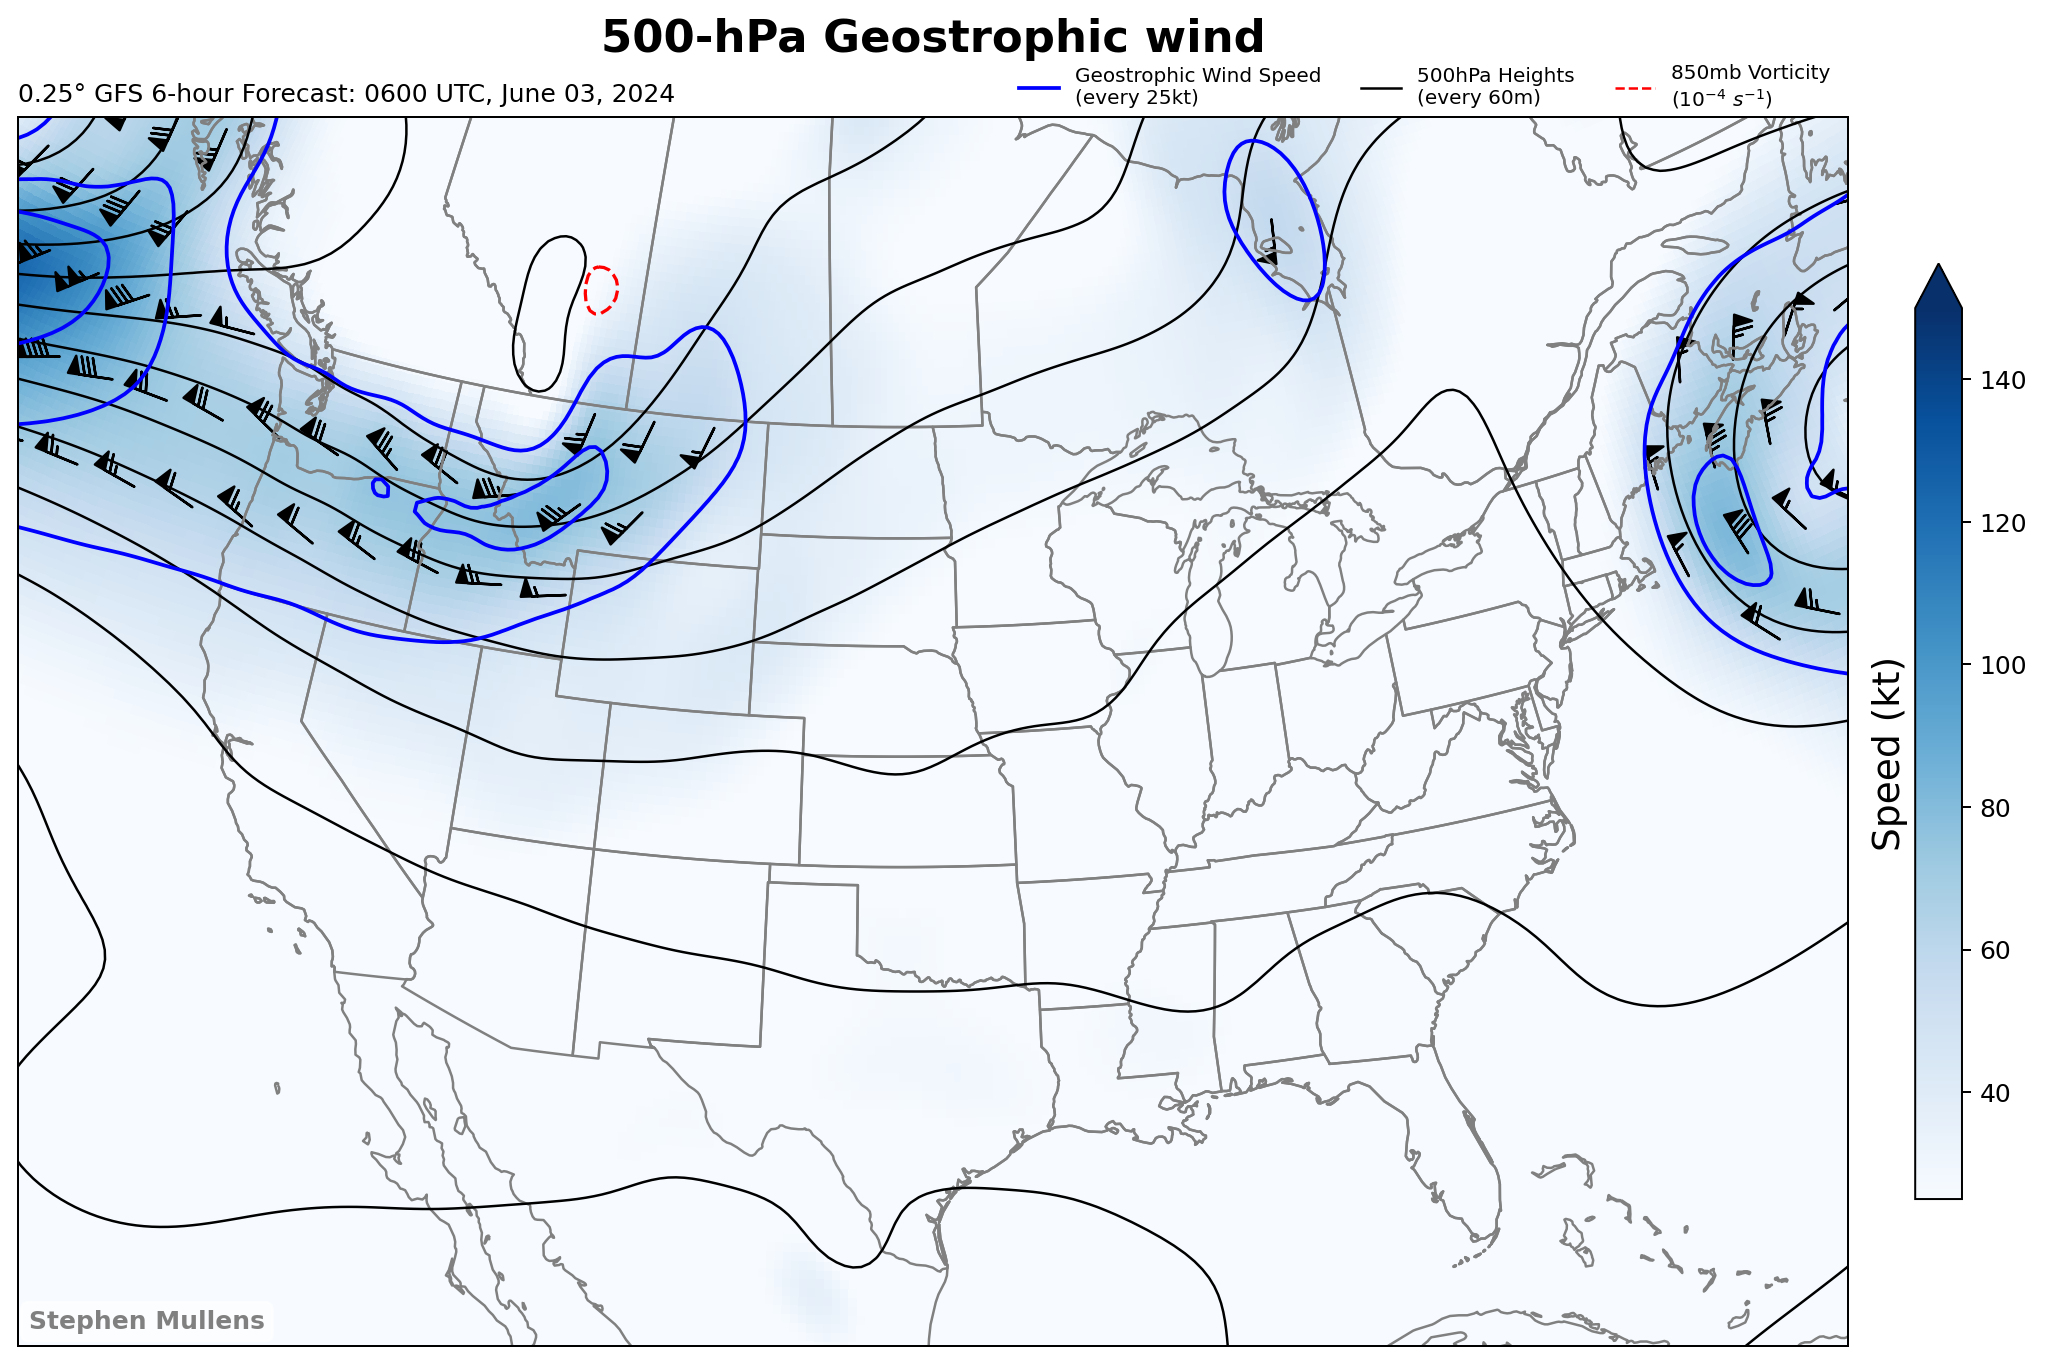 500-hPa Geostrophic wind
0.25° GFS 6-hour Forecast: 0600 UTC, June 03, 2024
Geostrophic Wind Speed
(every 25kt)
500hPa Heights
(every 60m)
850mb Vorticity
(10⁻⁴ s⁻¹)
140
120
100
80
60
40
Speed (kt)
Stephen Mullens